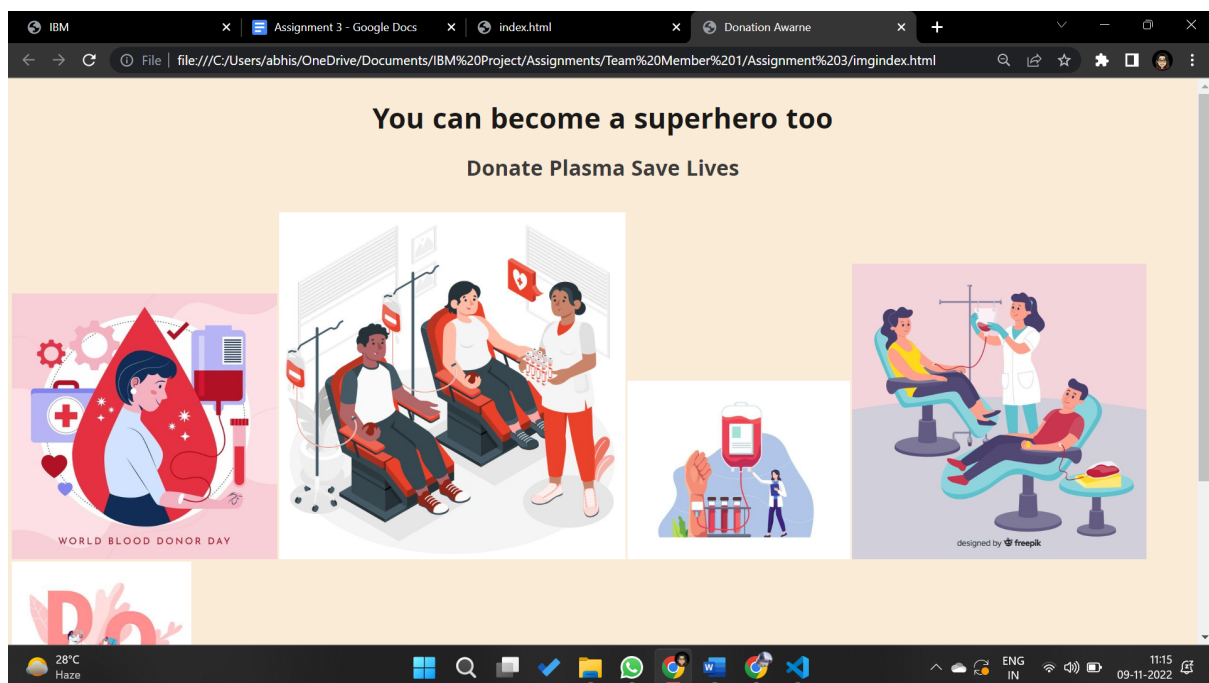 IBM
Assignment 3 - Google Docs
index.html
Donation Awarne
File file:///C:/Users/abhis/OneDrive/Documents/IBM%20Project/Assignments/Team%20Member%201/Assignment%203/imgindex.html
You can become a superhero too
Donate Plasma Save Lives
WORLD BLOOD DONOR DAY
designed by freepik
Do
28°C
Haze
ENG
IN
11:15
09-11-2022